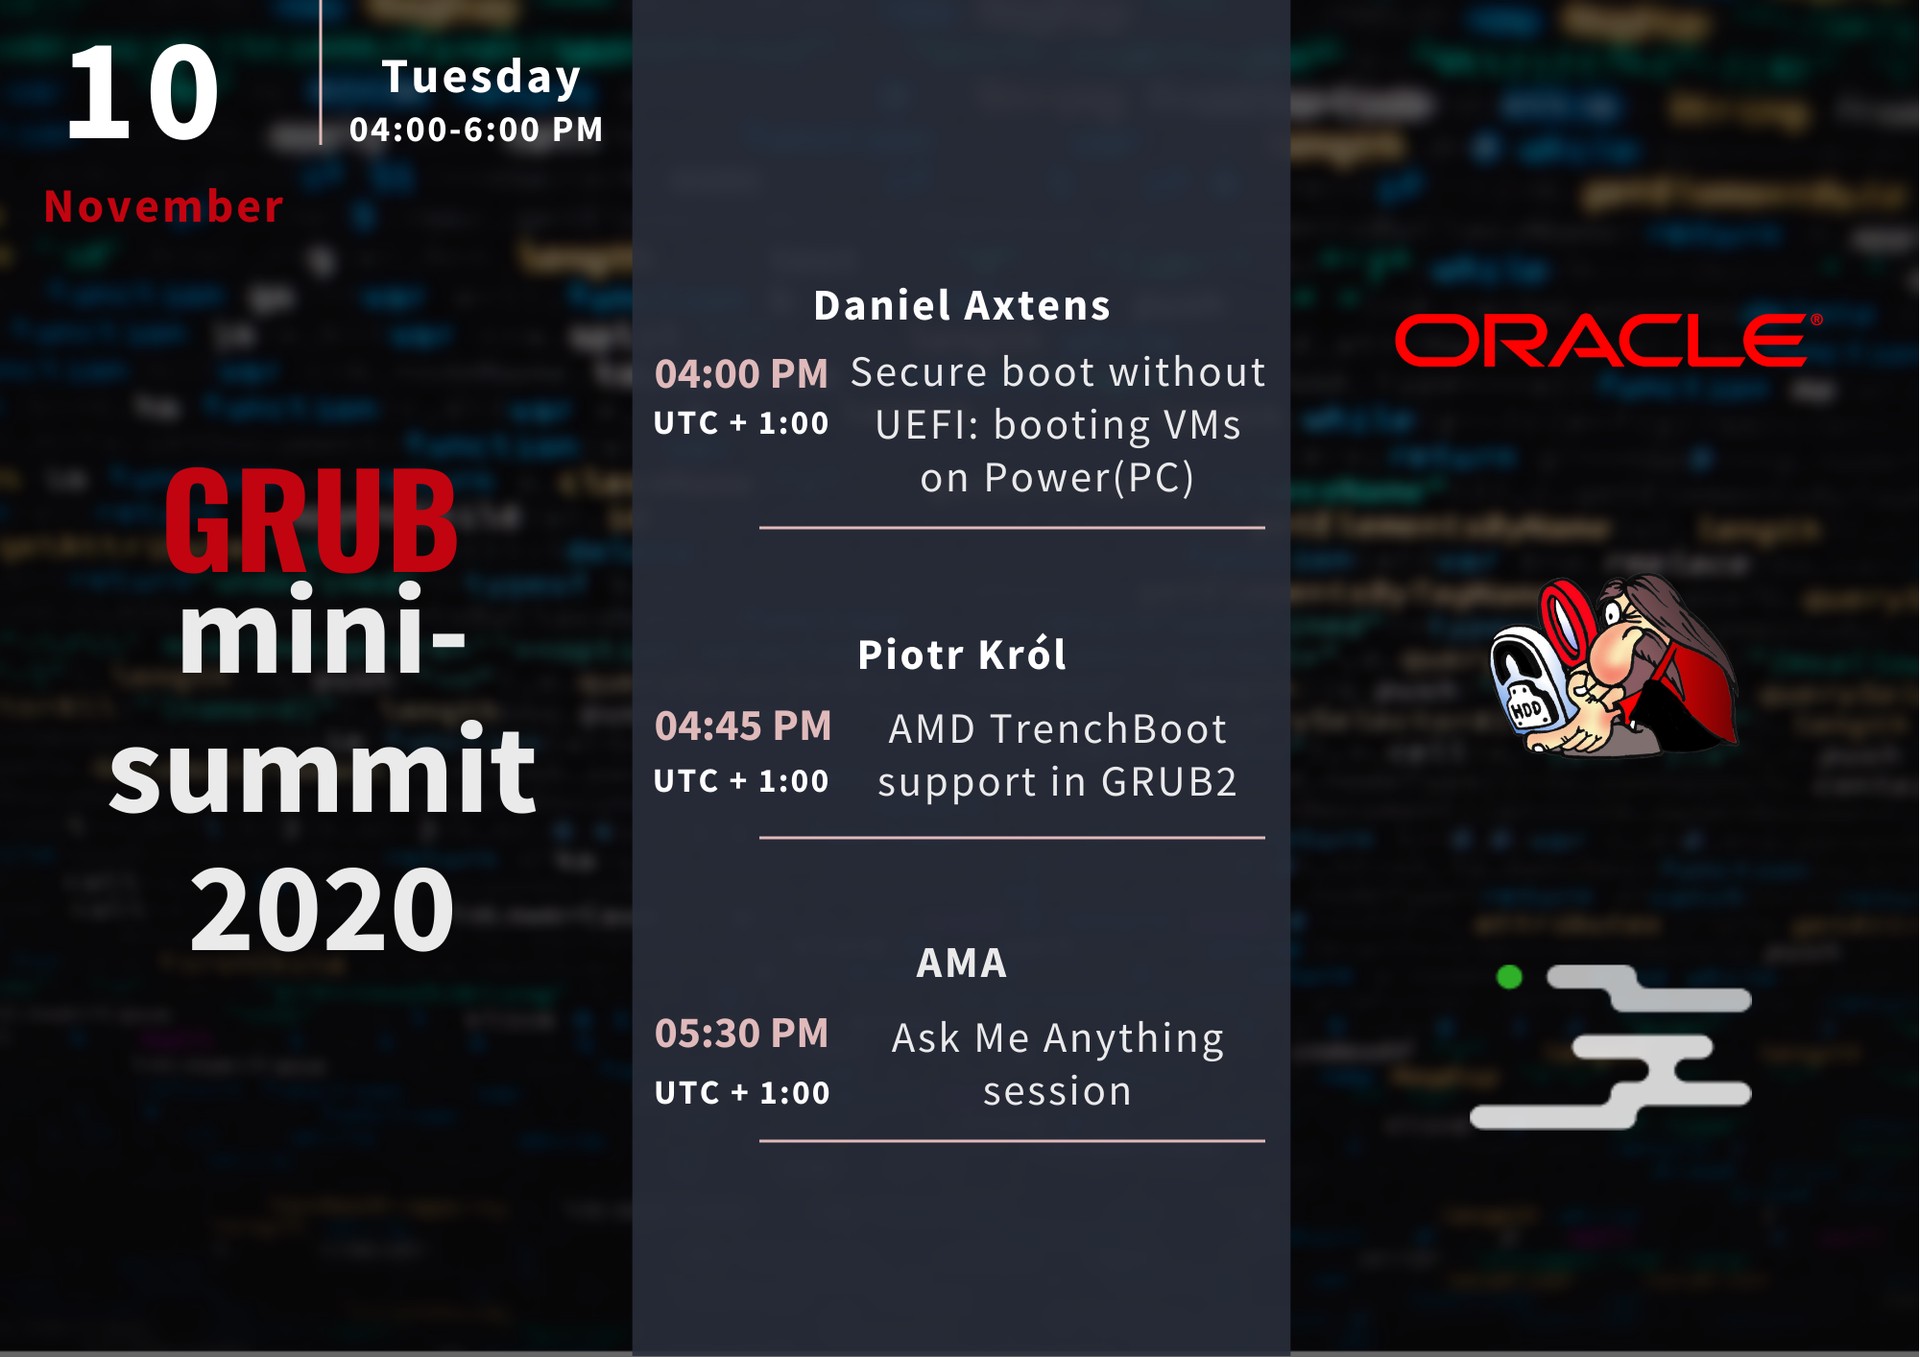 10
November
Tuesday
04:00-6:00 PM
GRUB
mini-
summit
2020
Daniel Axtens
04:00 PM
UTC + 1:00
Secure boot without
UEFI: booting VMs
on Power(PC)
Piotr Król
04:45 PM
UTC + 1:00
AMD TrenchBoot
support in GRUB2
AMA
05:30 PM
UTC + 1:00
Ask Me Anything
session
ORACLE®
HDD